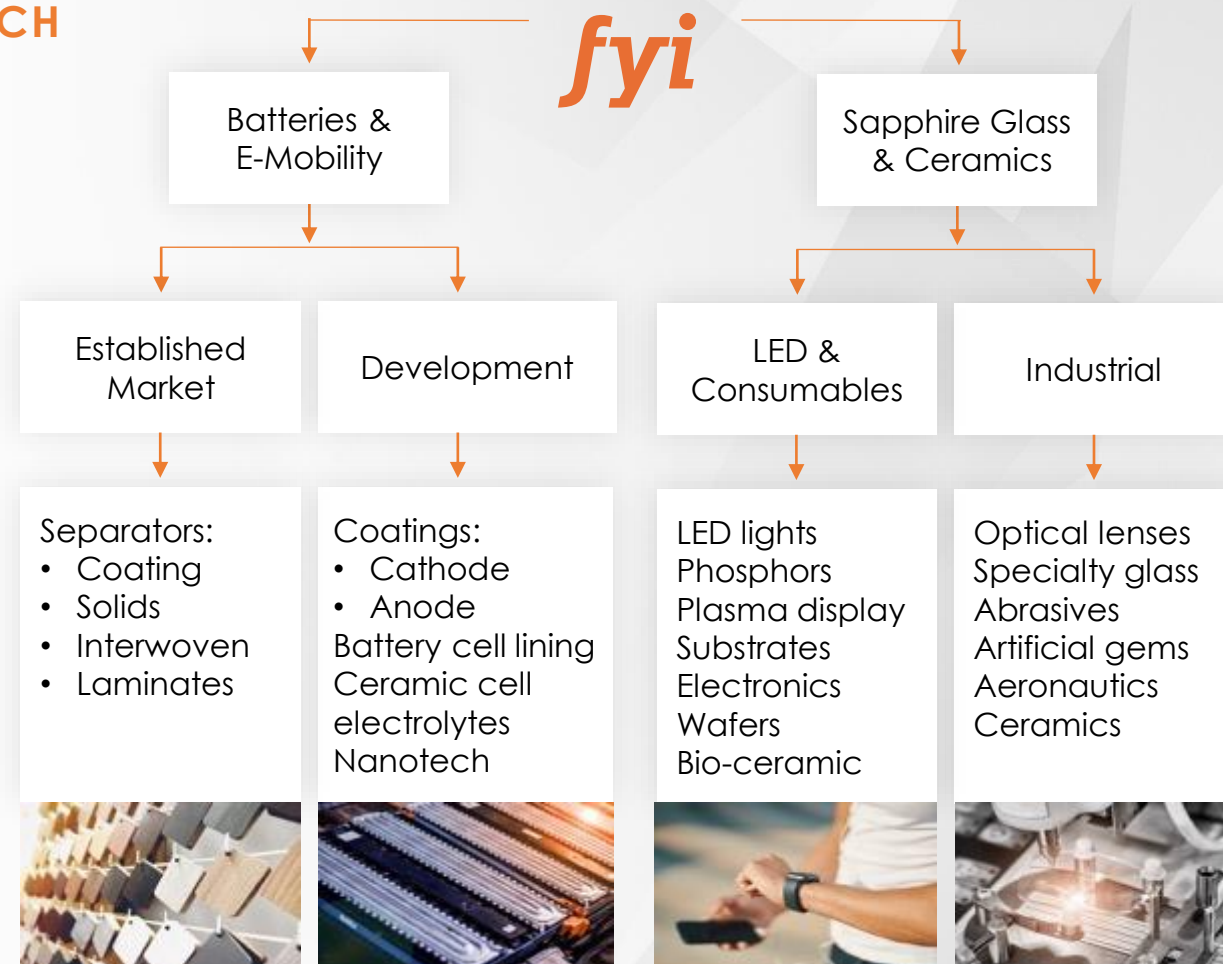 CH
fyi
Batteries &
E-Mobility
Sapphire Glass
& Ceramics
Established
Market
Development
LED &
Consumables
Industrial
Separators:
• Coating
• Solids
• Interwoven
• Laminates
Coatings:
• Cathode
• Anode
Battery cell lining
Ceramic cell
electrolytes
Nanotech
LED lights
Phosphors
Plasma display
Substrates
Electronics
Wafers
Bio-ceramic
Optical lenses
Specialty glass
Abrasives
Artificial gems
Aeronautics
Ceramics